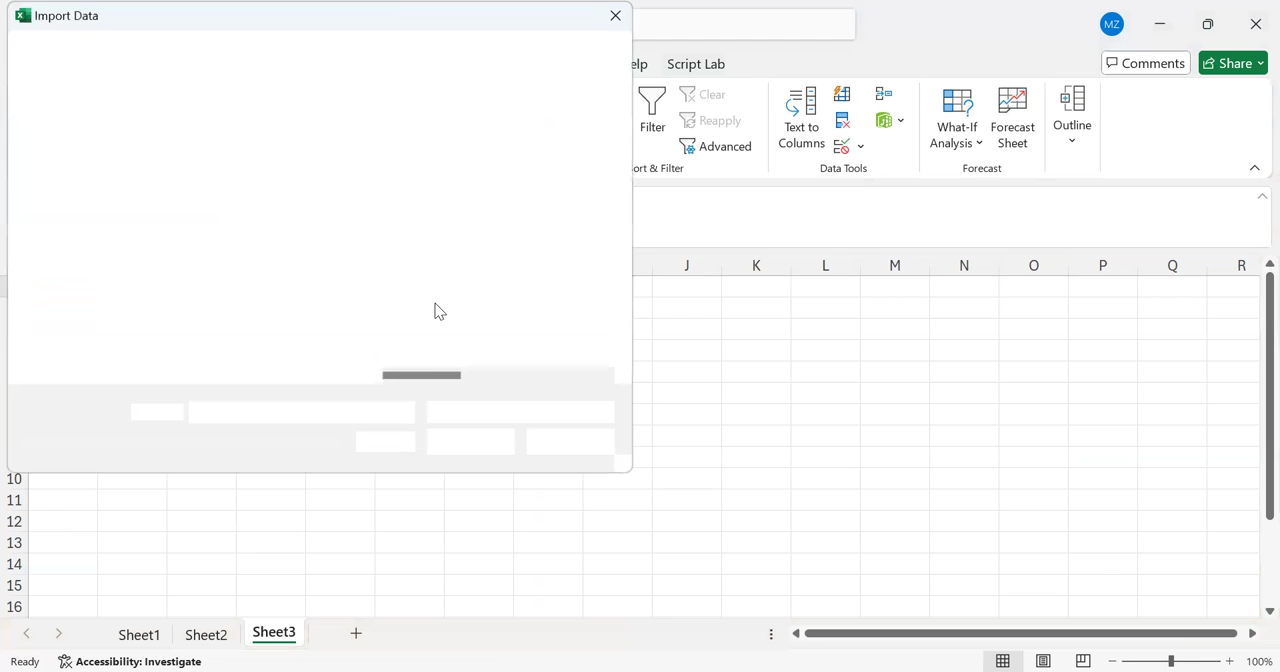 Import Data
MZ
elp Script Lab
Comments Share
Filter
Clear
Reapply
Advanced
Text to
Columns
What-If
Analysis
Forecast
Sheet
Outline
ort & Filter Data Tools Forecast
J K L M N O P Q R
10
11
12
13
14
15
16
Sheet1 Sheet2 Sheet3
Ready Accessibility: Investigate 100%